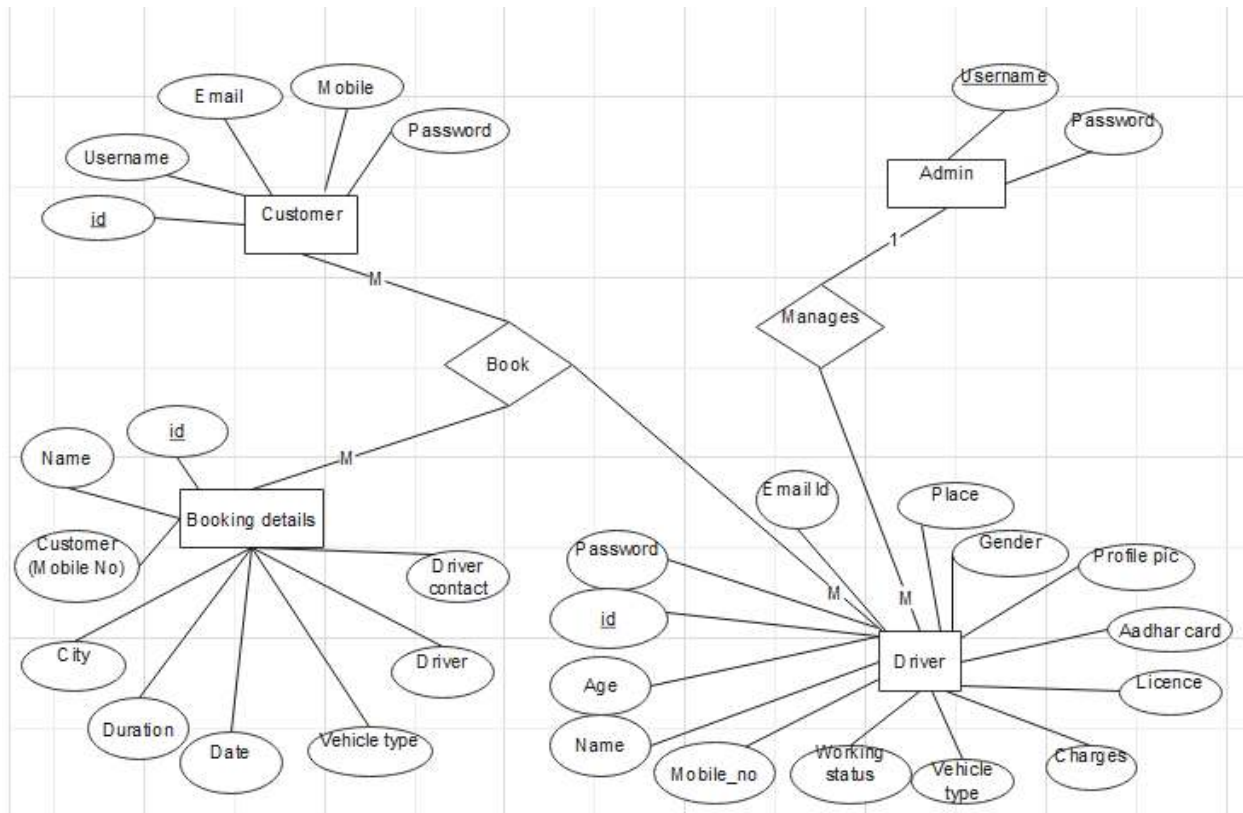 Username
Mobile
Email
Password
Password
Username
Admin
Customer
id
M
1
Manages
Book
id
Name
M
Email Id
Place
Booking details
Gender
Password
Profile pic
Customer
(Mobile No)
Driver
contact
M
M
id
Aadhar card
City
Driver
Driver
Age
Licence
Duration
Date
Vehicle type
Name
Mobile_no
Working
status
Vehicle
type
Charges